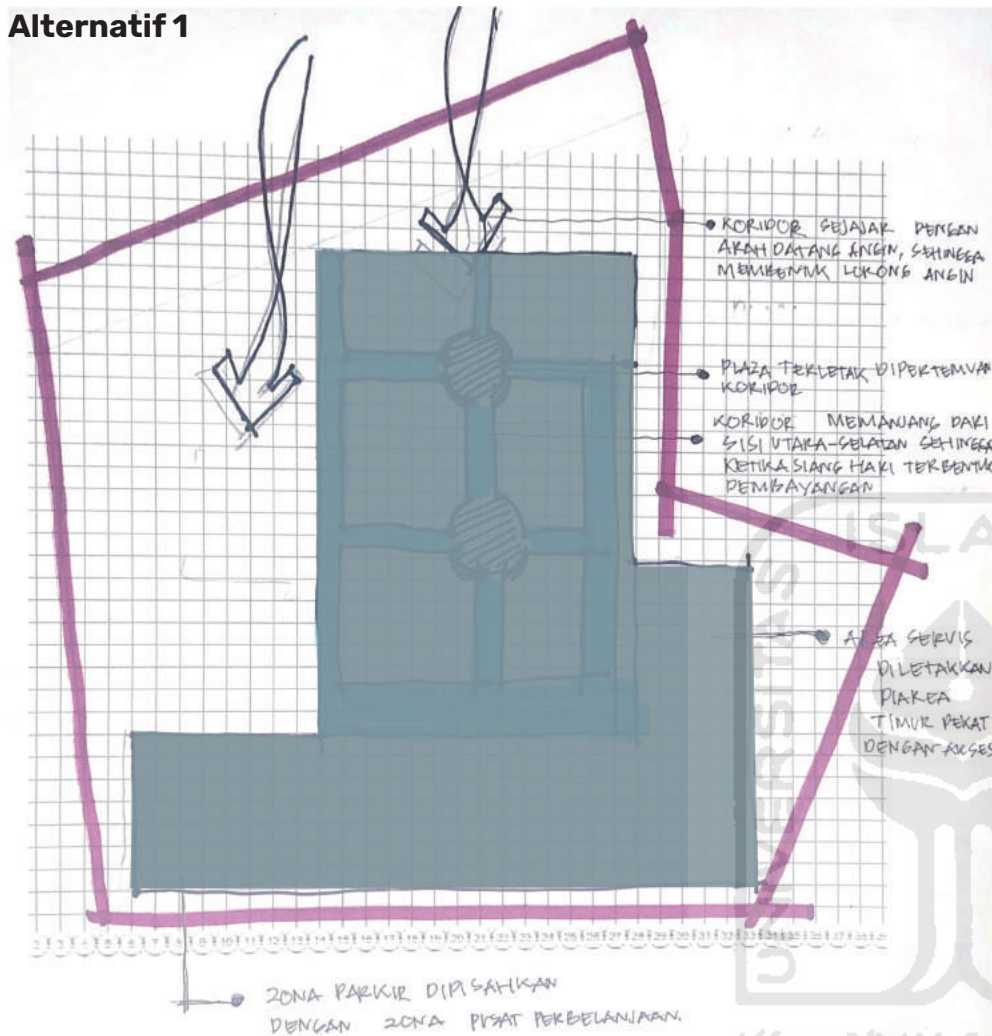 Alternatif 1
KORIDOR SEJAJAR DENGAN
ARAH DATANG ANGIN, SEHINGGA
MEMBENTUK LORONG ANGIN
PLAZA TERLETAK DIPERTEMUAN
KORIDOR
KORIDOR MEMANJANG DARI
SISI UTARA-SELATAN SEHINGGA
KETIKA SIANG HARI TERBENTUK
PEMBAYANGAN
AREA SERVIS
DILETAKKAN
DIAREA
TIMUR DEKAT
DENGAN AKSES
ZONA PARKIR DIPISAHKAN
DENGAN ZONA PUSAT PERBELANJAAN.
UNIVERSITAS
ISLA